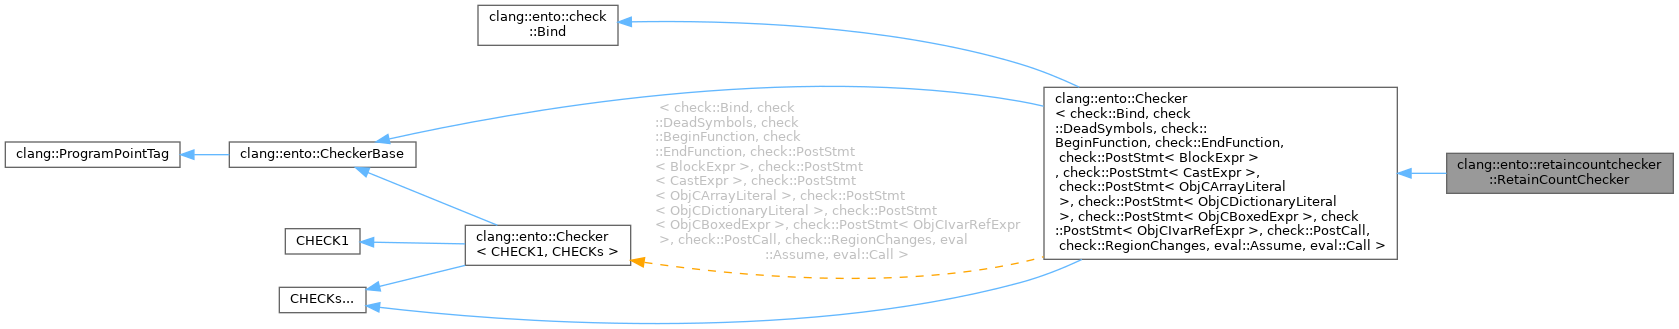 clang::ento::check
::Bind
clang::ProgramPointTag
clang::ento::CheckerBase
CHECK1
CHECKs...
clang::ento::Checker
< CHECK1, CHECKs >
< check::Bind, check
::DeadSymbols, check
::BeginFunction, check
::EndFunction, check::PostStmt
< BlockExpr >, check::PostStmt
< CastExpr >, check::PostStmt
< ObjCArrayLiteral >, check::PostStmt
< ObjCDictionaryLiteral >, check::PostStmt
< ObjCBoxedExpr >, check::PostStmt< ObjCIvarRefExpr
>, check::PostCall, check::RegionChanges, eval
::Assume, eval::Call >
clang::ento::Checker
< check::Bind, check
::DeadSymbols, check::
BeginFunction, check::EndFunction,
check::PostStmt< BlockExpr >
, check::PostStmt< CastExpr >,
check::PostStmt< ObjCArrayLiteral
>, check::PostStmt< ObjCDictionaryLiteral
>, check::PostStmt< ObjCBoxedExpr >, check
::PostStmt< ObjCIvarRefExpr >, check::PostCall,
check::RegionChanges, eval::Assume, eval::Call >
clang::ento::retaincountchecker
::RetainCountChecker